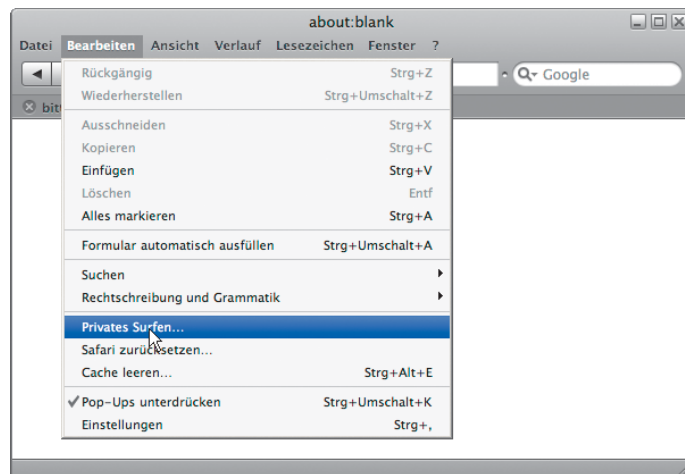 about:blank
Datei Bearbeiten Ansicht Verlauf Lesezeichen Fenster ?
Google
bit
Rückgängig Strg+Z
Wiederherstellen Strg+Umschalt+Z
Ausschneiden Strg+X
Kopieren Strg+C
Einfügen Strg+V
Löschen Entf
Alles markieren Strg+A
Formular automatisch ausfüllen Strg+Umschalt+A
Suchen
Rechtschreibung und Grammatik
Privates Surfen...
Safari zurücksetzen...
Cache leeren... Strg+Alt+E
Pop-Ups unterdrücken Strg+Umschalt+K
Einstellungen Strg+,